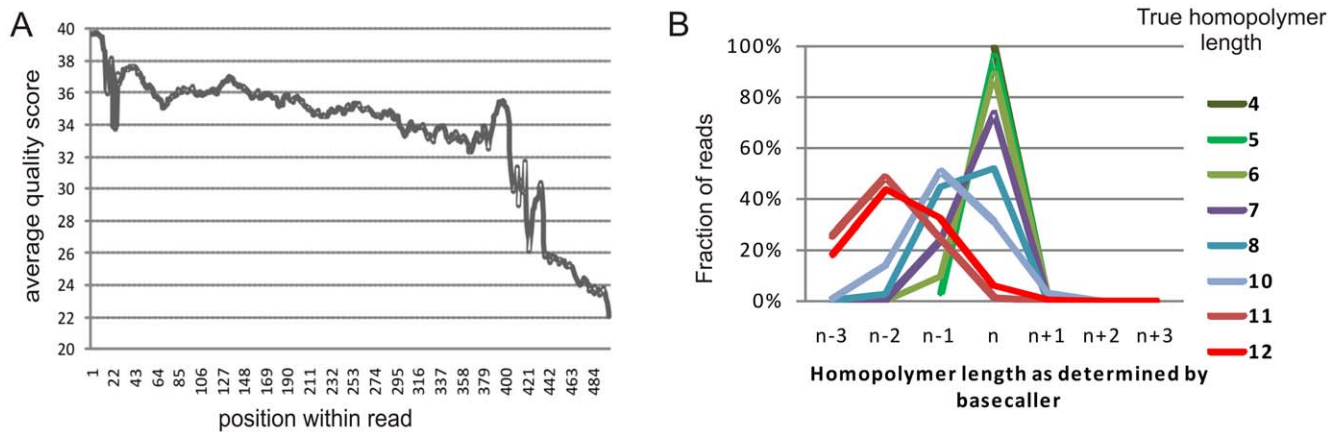 A
average quality score
40
38
36
34
32
30
28
26
24
22
20
1 22 43 64 85 106 127 148 169 190 211 232 253 274 295 316 337 358 379 400 421 442 463 484
position within read
B
True homopolymer
length
Fraction of reads
100%
80%
60%
40%
20%
0%
n-3 n-2 n-1 n n+1 n+2 n+3
Homopolymer length as determined by
basecaller
4
5
6
7
8
10
11
12